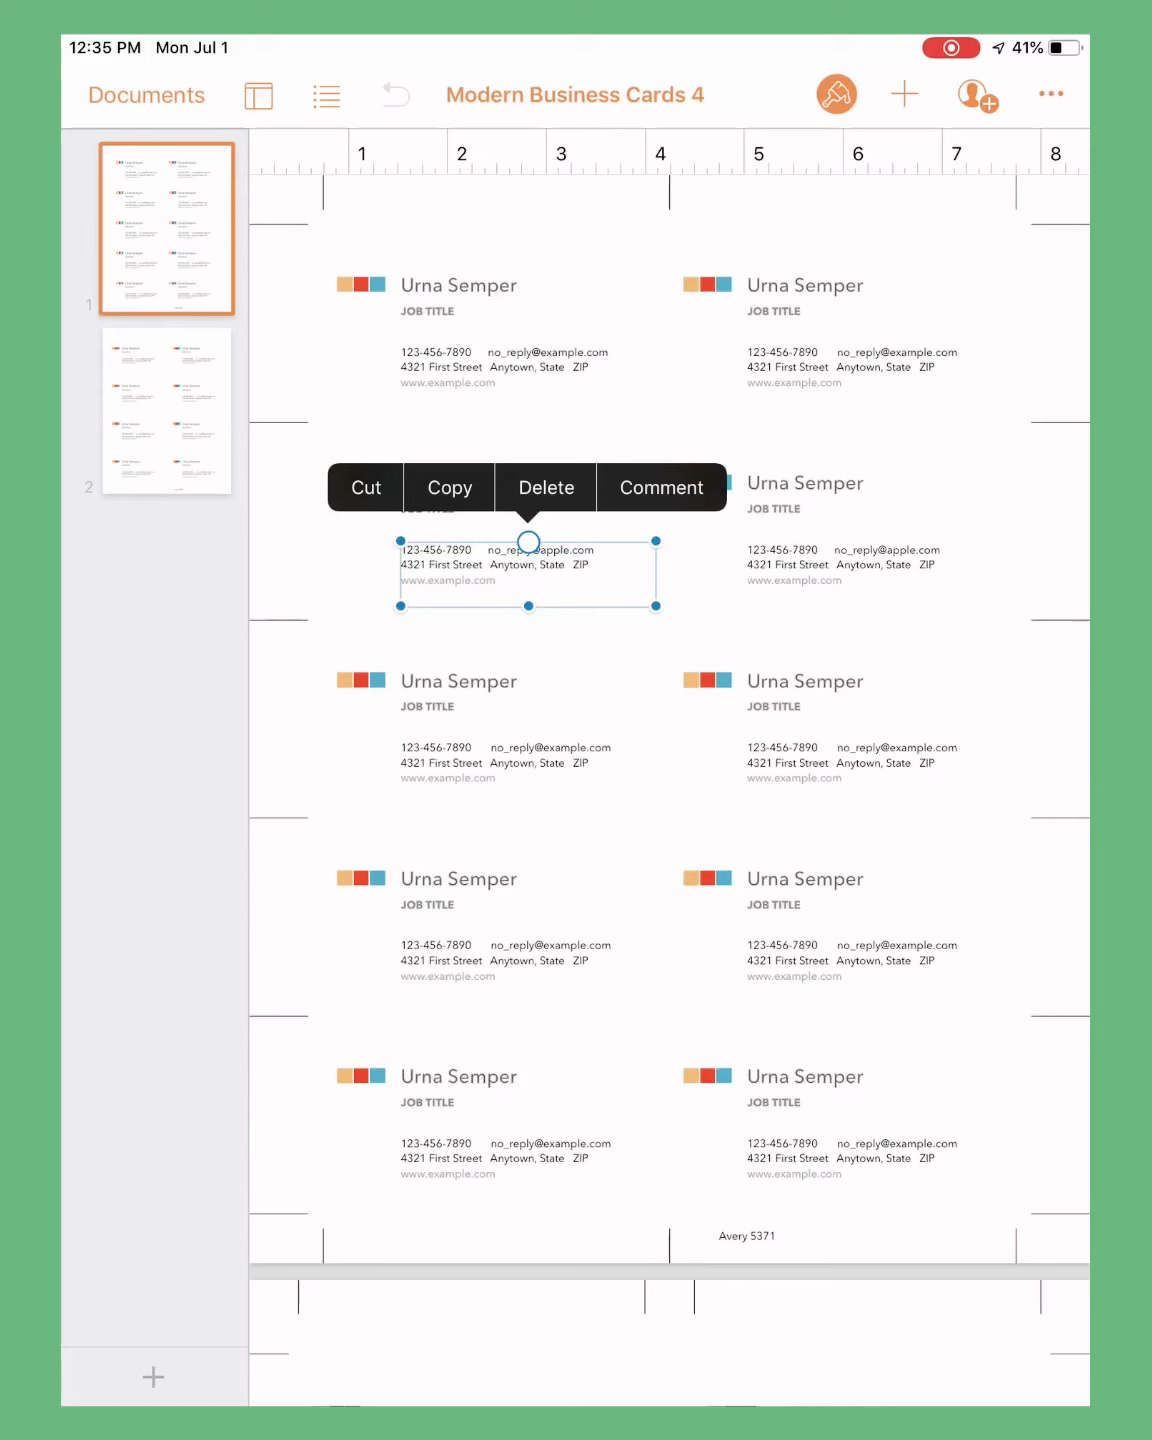 12:35 PM Mon Jul 1 41%
Documents Modern Business Cards 4
1 2 3 4 5 6 7 8
1
2
Urna Semper
JOB TITLE
123-456-7890 no_reply@example.com
4321 First Street Anytown, State ZIP
www.example.com
Urna Semper
JOB TITLE
123-456-7890 no_reply@example.com
4321 First Street Anytown, State ZIP
www.example.com
Cut Copy Delete Comment
123-456-7890 no_reply@apple.com
4321 First Street Anytown, State ZIP
www.example.com
Urna Semper
JOB TITLE
123-456-7890 no_reply@apple.com
4321 First Street Anytown, State ZIP
www.example.com
Urna Semper
JOB TITLE
123-456-7890 no_reply@example.com
4321 First Street Anytown, State ZIP
www.example.com
Urna Semper
JOB TITLE
123-456-7890 no_reply@example.com
4321 First Street Anytown, State ZIP
www.example.com
Urna Semper
JOB TITLE
123-456-7890 no_reply@example.com
4321 First Street Anytown, State ZIP
www.example.com
Urna Semper
JOB TITLE
123-456-7890 no_reply@example.com
4321 First Street Anytown, State ZIP
www.example.com
Urna Semper
JOB TITLE
123-456-7890 no_reply@example.com
4321 First Street Anytown, State ZIP
www.example.com
Urna Semper
JOB TITLE
123-456-7890 no_reply@example.com
4321 First Street Anytown, State ZIP
www.example.com
Avery 5371